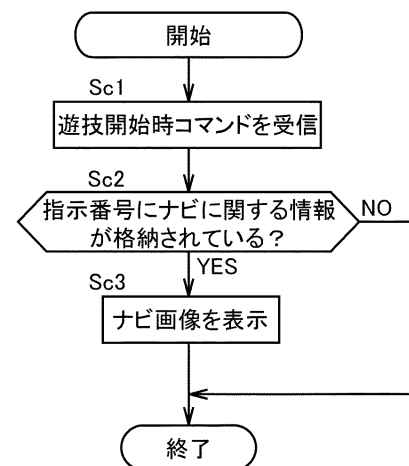 開始
Sc1
遊技開始時コマンドを受信
Sc2
指示番号にナビに関する情報
が格納されている？
NO
YES
Sc3
ナビ画像を表示
終了